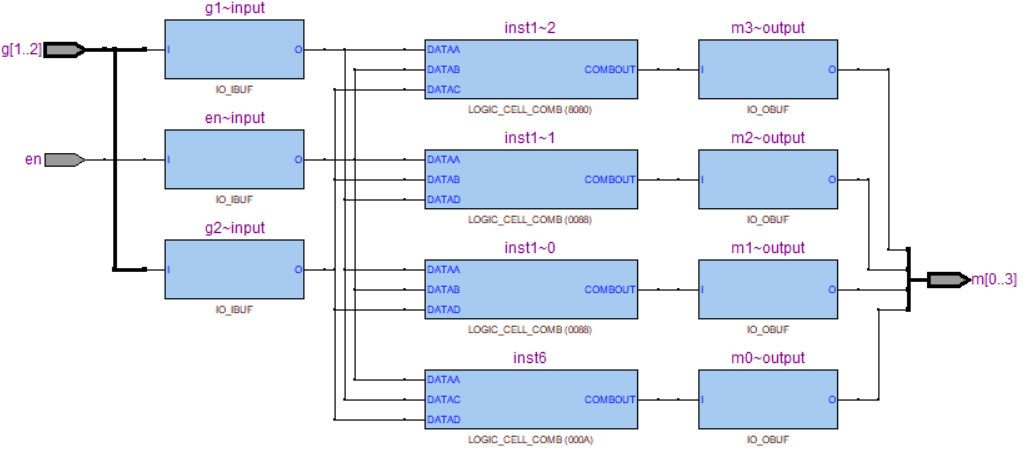 g1~input
g[1..2]
I
O
IO_IBUF
en~input
en
I
O
IO_IBUF
g2~input
I
O
IO_IBUF
inst1~2
DATAA
DATAB
DATAC
COMBOUT
LOGIC_CELL_COMB (8080)
inst1~1
DATAA
DATAB
DATAD
COMBOUT
LOGIC_CELL_COMB (0088)
inst1~0
DATAA
DATAB
DATAD
COMBOUT
LOGIC_CELL_COMB (0088)
inst6
DATAA
DATAC
DATAD
COMBOUT
LOGIC_CELL_COMB (000A)
m3~output
I
O
IO_OBUF
m2~output
I
O
IO_OBUF
m1~output
I
O
IO_OBUF
m0~output
I
O
IO_OBUF
m[0..3]